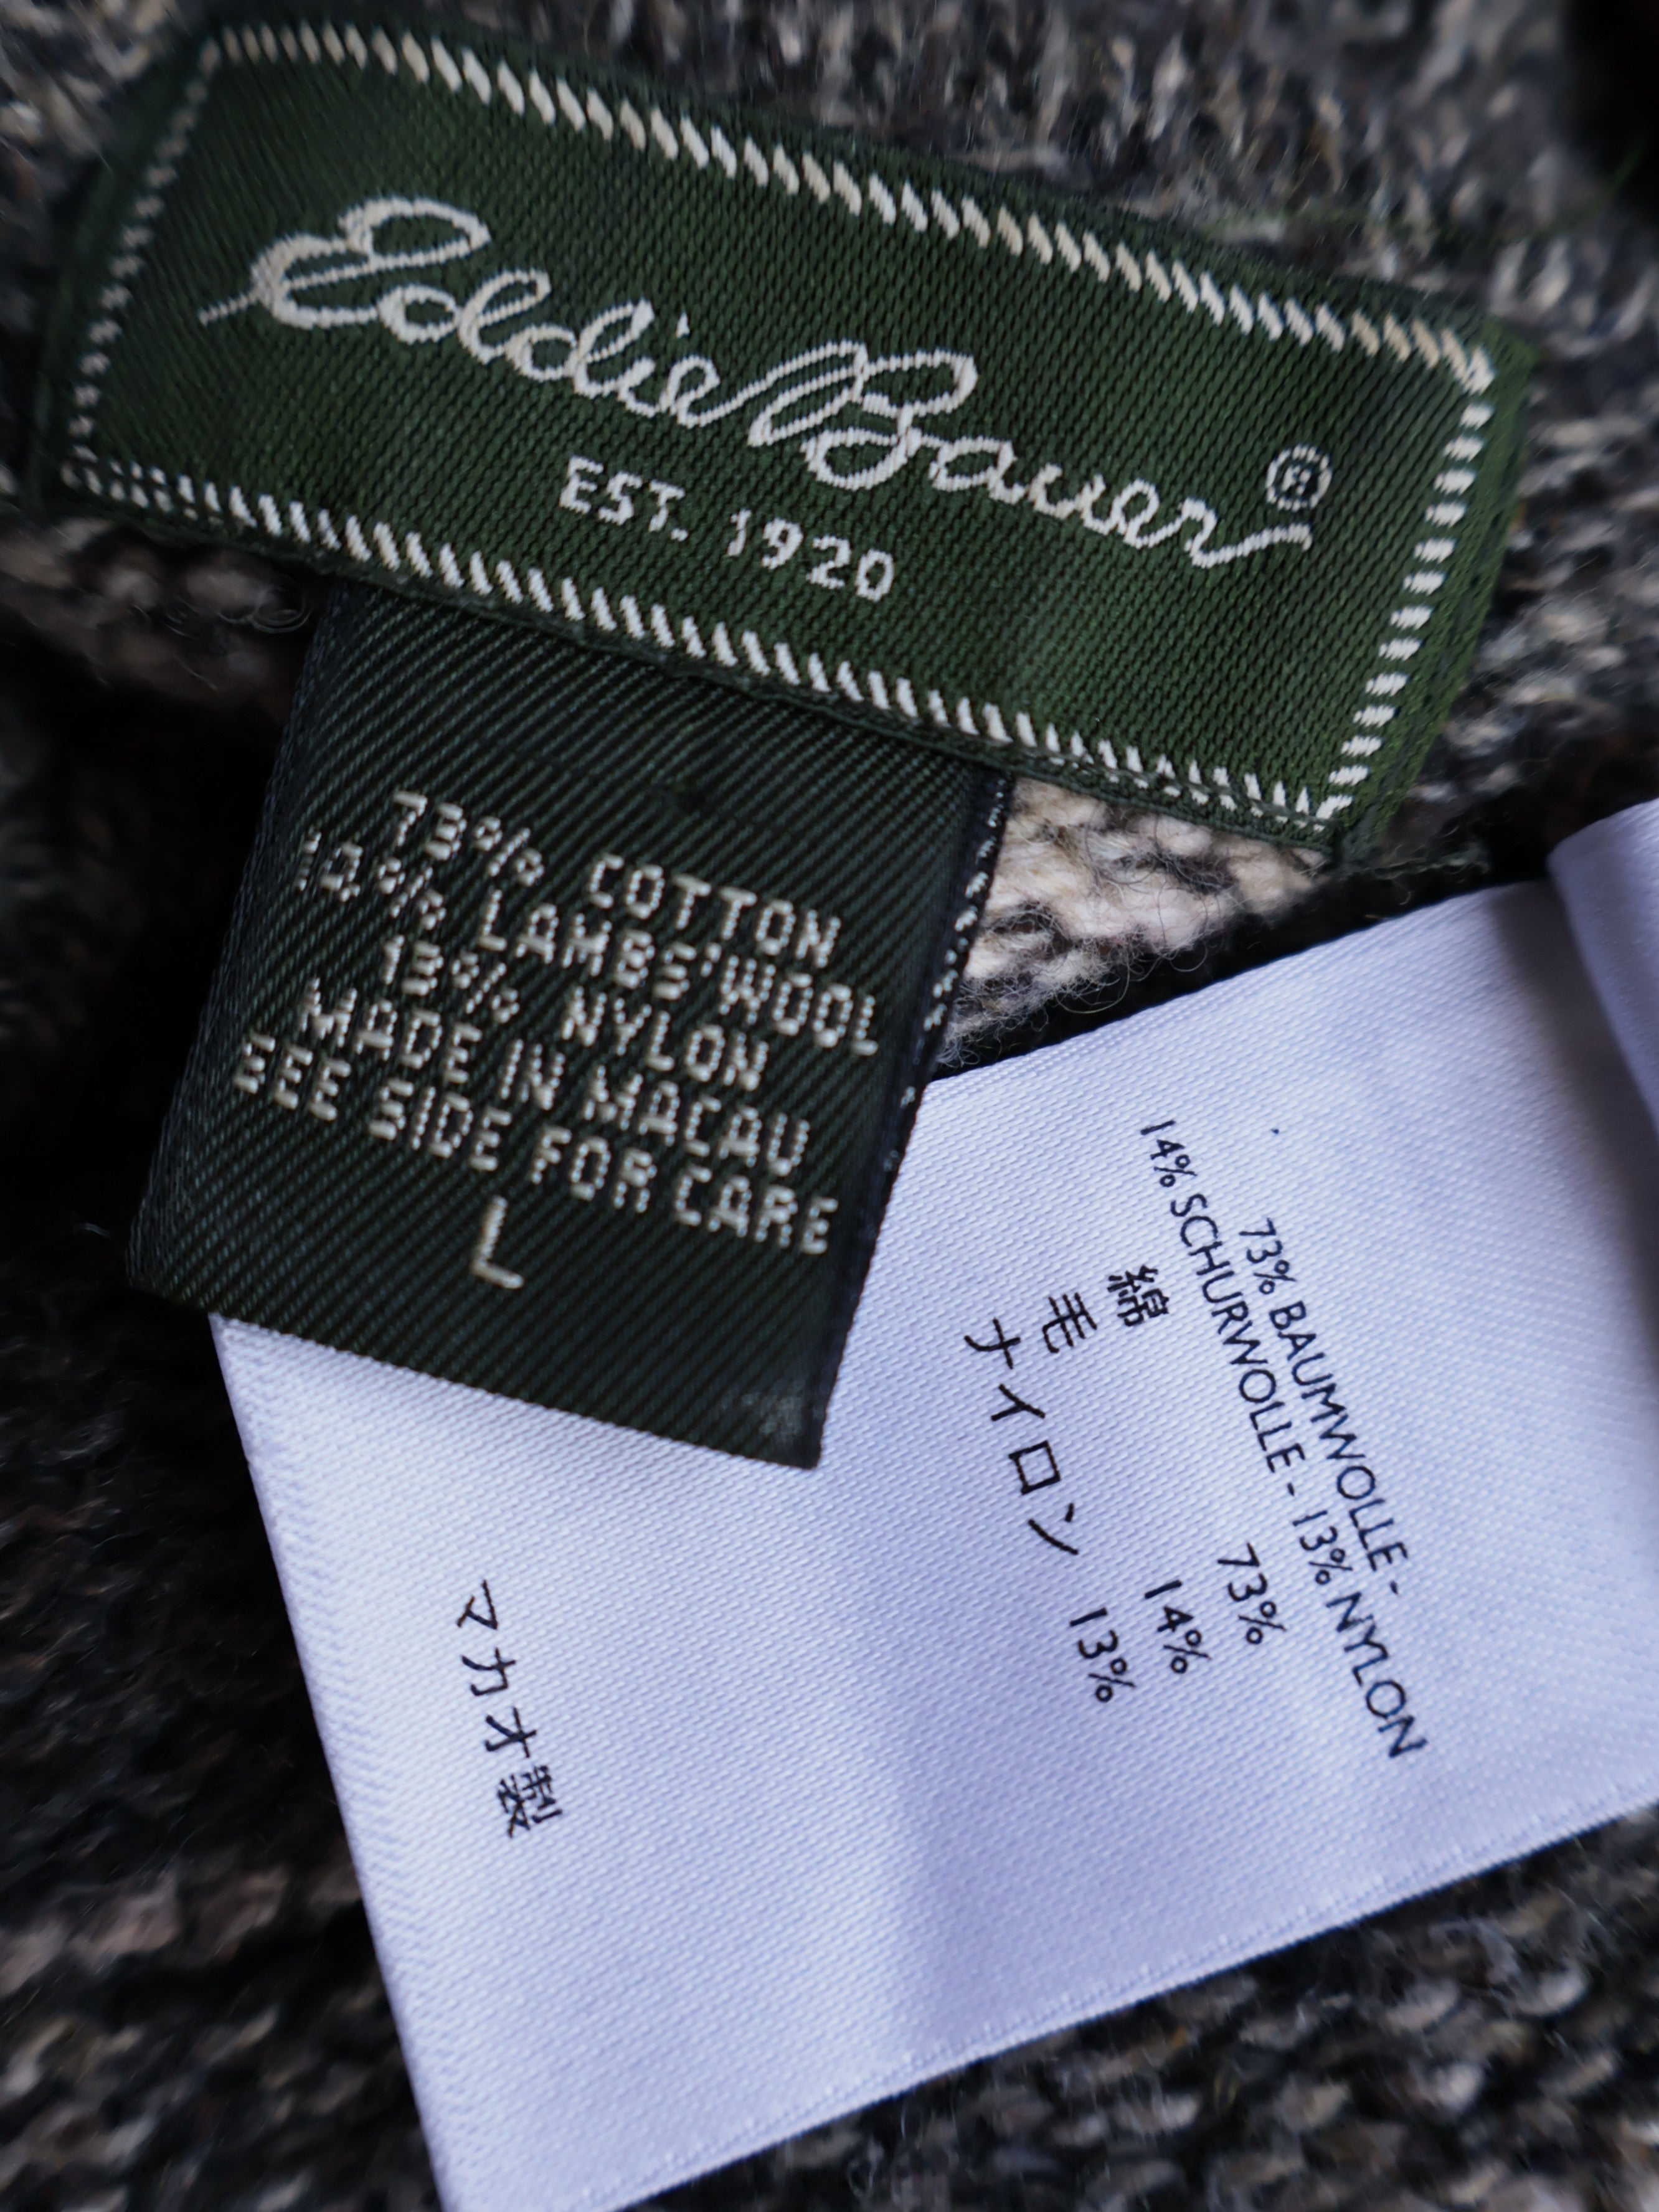 Eddie Bauer®
EST. 1920
73% COTTON
14% LAMBS'WOOL
13% NYLON
MADE IN MACAU
SEE SIDE FOR CARE
L
73% BAUMWOLLE -
14% SCHURWOLLE - 13% NYLON
綿 73%
毛 14%
ナイロン 13%
マカオ製